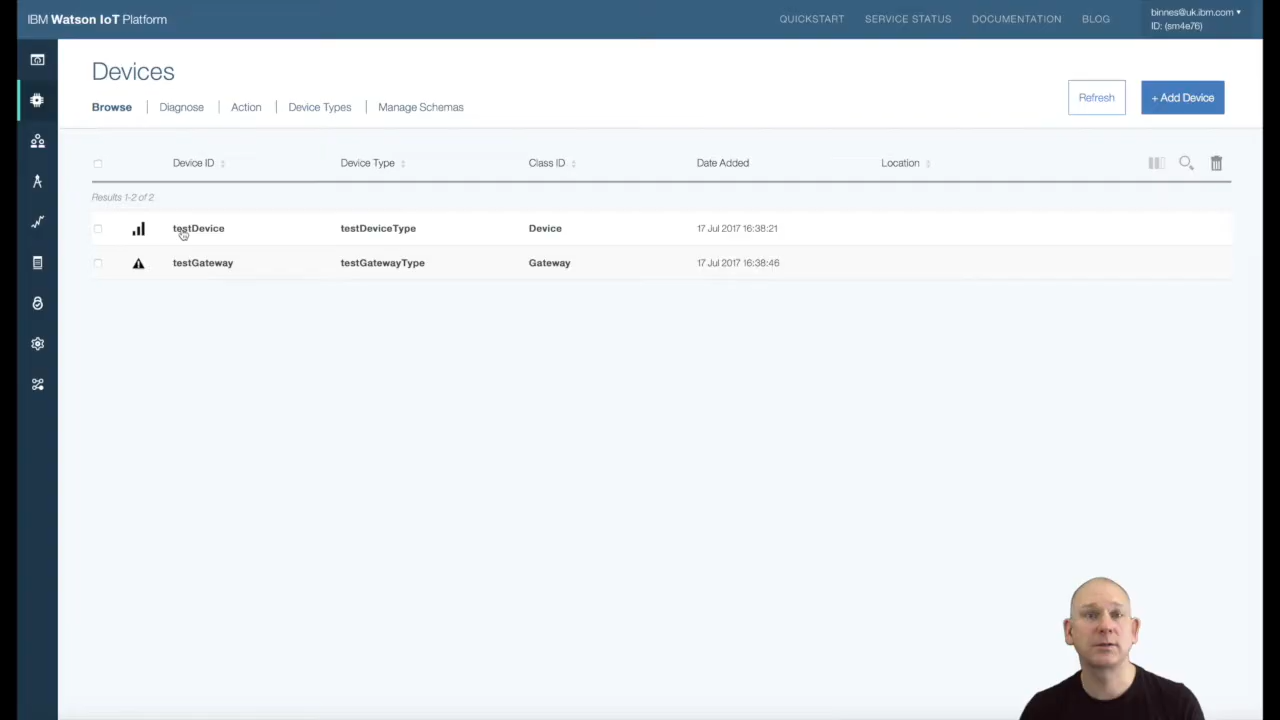 IBM Watson IoT Platform
QUICKSTART SERVICE STATUS DOCUMENTATION BLOG
binnes@uk.ibm.com
ID: (sm4e76)
Devices
Browse Diagnose Action Device Types Manage Schemas
Refresh
+ Add Device
Device ID Device Type Class ID Date Added Location
Results 1-2 of 2
testDevice testDeviceType Device 17 Jul 2017 16:38:21
testGateway testGatewayType Gateway 17 Jul 2017 16:38:46